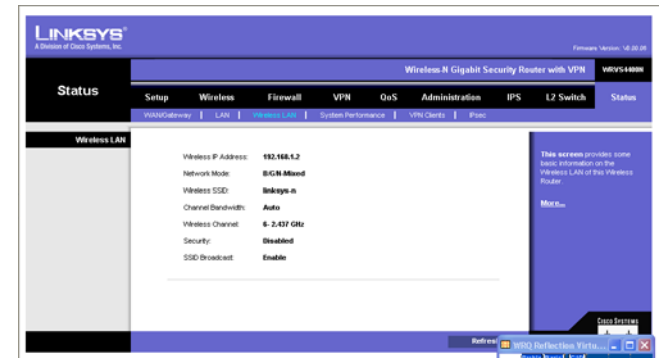 LINKSYS®
A Division of Cisco Systems, Inc.
Firmware Version:
Wireless-N Gigabit Security Router with VPN WRVS4400N
Status
Setup Wireless Firewall VPN QoS Administration IPS L2 Switch Status
WAN/Gateway | LAN | Wireless LAN | System Performance | VPN Clients | IPsec
Wireless LAN
Wireless IP Address: 192.168.1.2
Network Mode: B/G/N-Mixed
Wireless SSID: linksys-n
Channel Bandwidth: Auto
Wireless Channel: 6- 2.437 GHz
Security: Disabled
SSID Broadcast: Enable
This screen provides some
basic information on the
Wireless LAN of this Wireless
Router.
More...
CISCO SYSTEMS
WRQ Reflection Virtu...